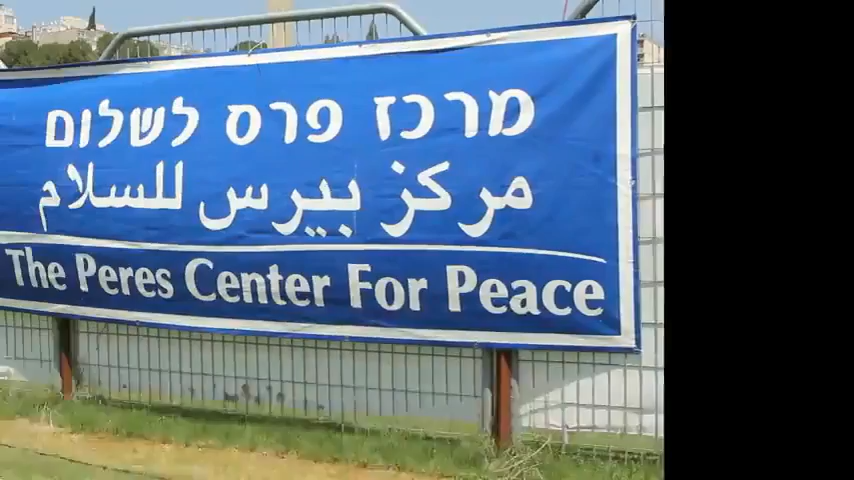 מרכז פרס לשלום
مركز بيرس للسلام
The Peres Center For Peace